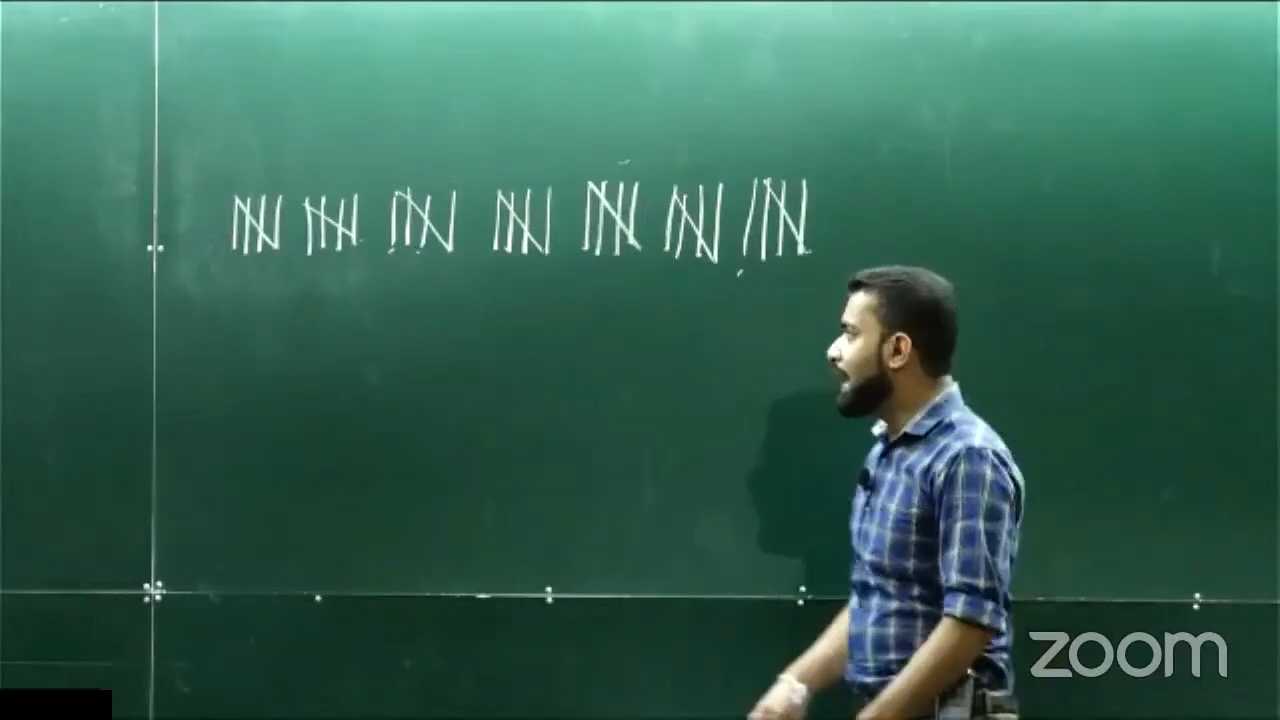 𝍸 𝍸 𝍸 𝍸 𝍸 𝍸 𝍸
zoom